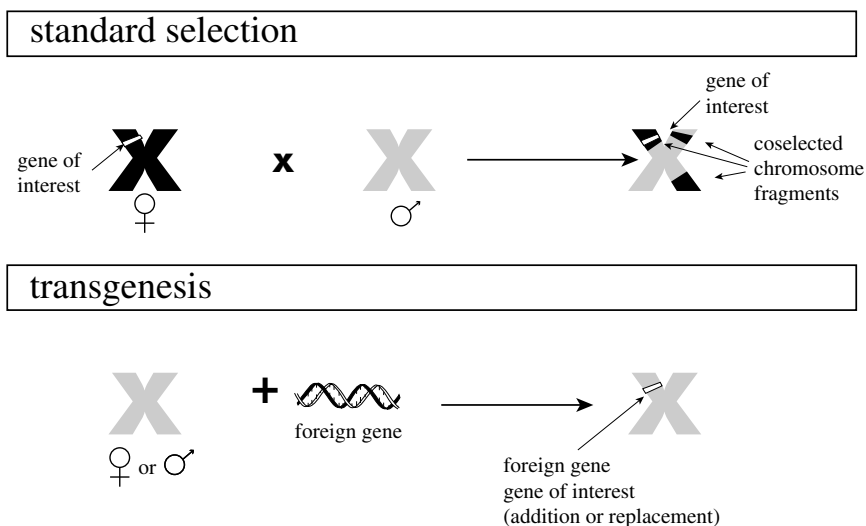 standard selection
gene of
interest
gene of
interest
x
coselected
chromosome
fragments
transgenesis
+
foreign gene
or
foreign gene
gene of interest
(addition or replacement)